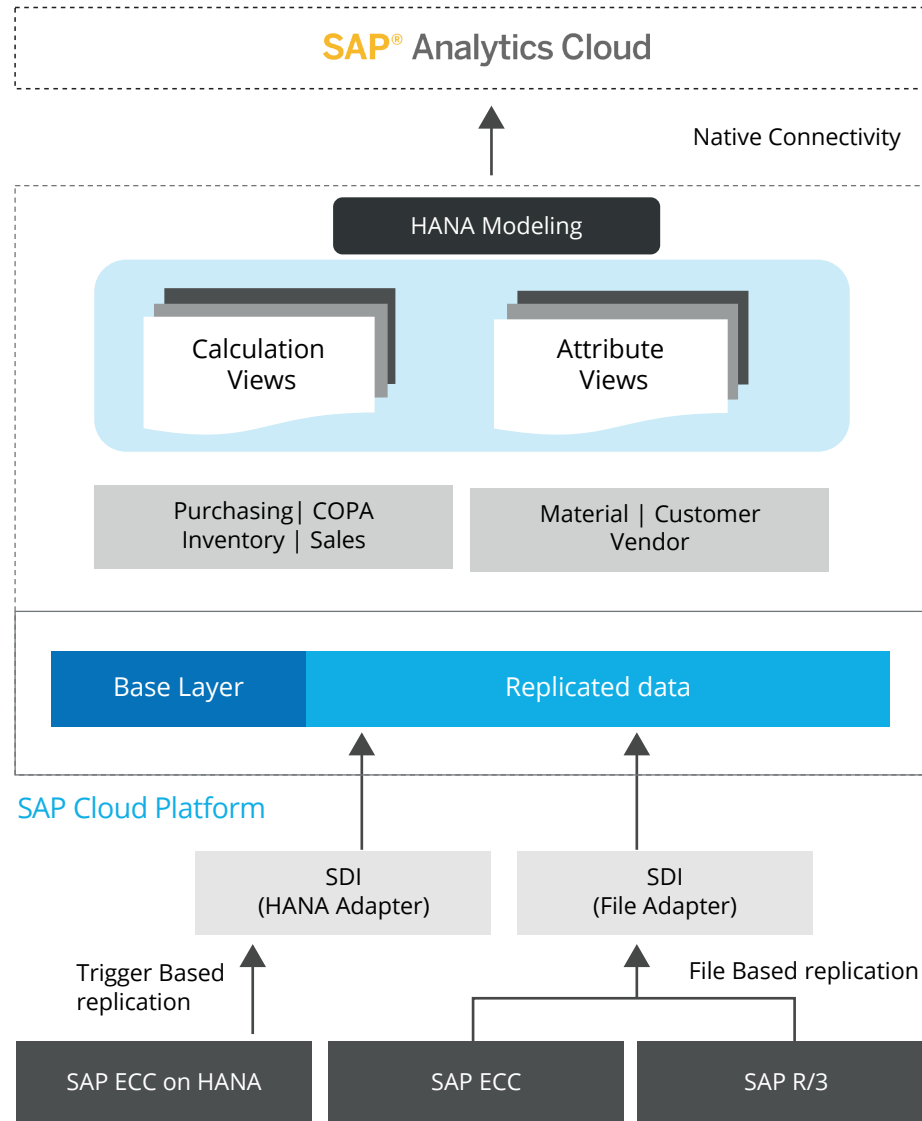 SAP® Analytics Cloud
Native Connectivity
HANA Modeling
Calculation
Views
Attribute
Views
Purchasing| COPA
Inventory | Sales
Material | Customer
Vendor
Base Layer
Replicated data
SAP Cloud Platform
SDI
(HANA Adapter)
SDI
(File Adapter)
Trigger Based
replication
File Based replication
SAP ECC on HANA
SAP ECC
SAP R/3